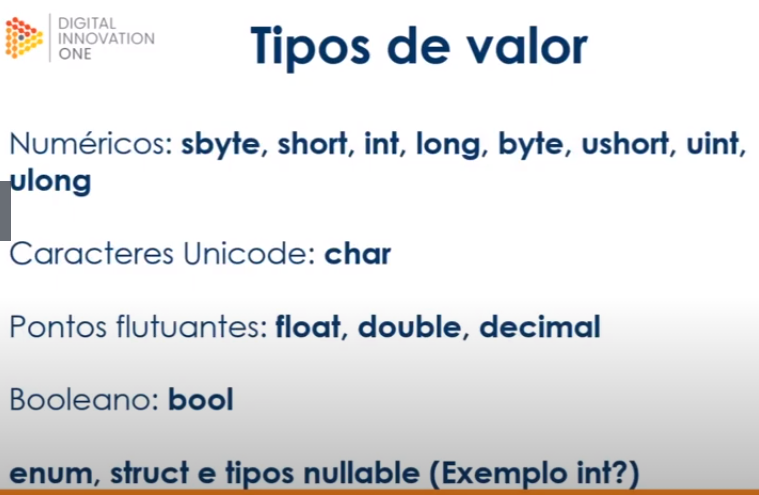 DIGITAL
INNOVATION
ONE
Tipos de valor
Numéricos: sbyte, short, int, long, byte, ushort, uint,
ulong
Caracteres Unicode: char
Pontos flutuantes: float, double, decimal
Booleano: bool
enum, struct e tipos nullable (Exemplo int?)